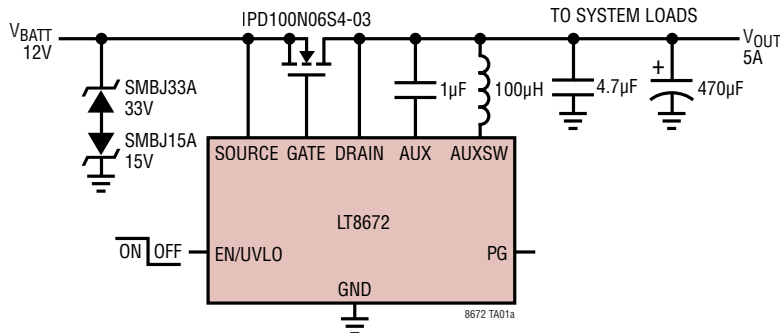 IPD100N06S4-03
TO SYSTEM LOADS
VBATT
12V
VOUT
5A
SMBJ33A
33V
SMBJ15A
15V
1µF
100µH
4.7µF
+
470µF
SOURCE GATE DRAIN AUX AUXSW
LT8672
ON OFF
EN/UVLO
PG
GND
8672 TA01a